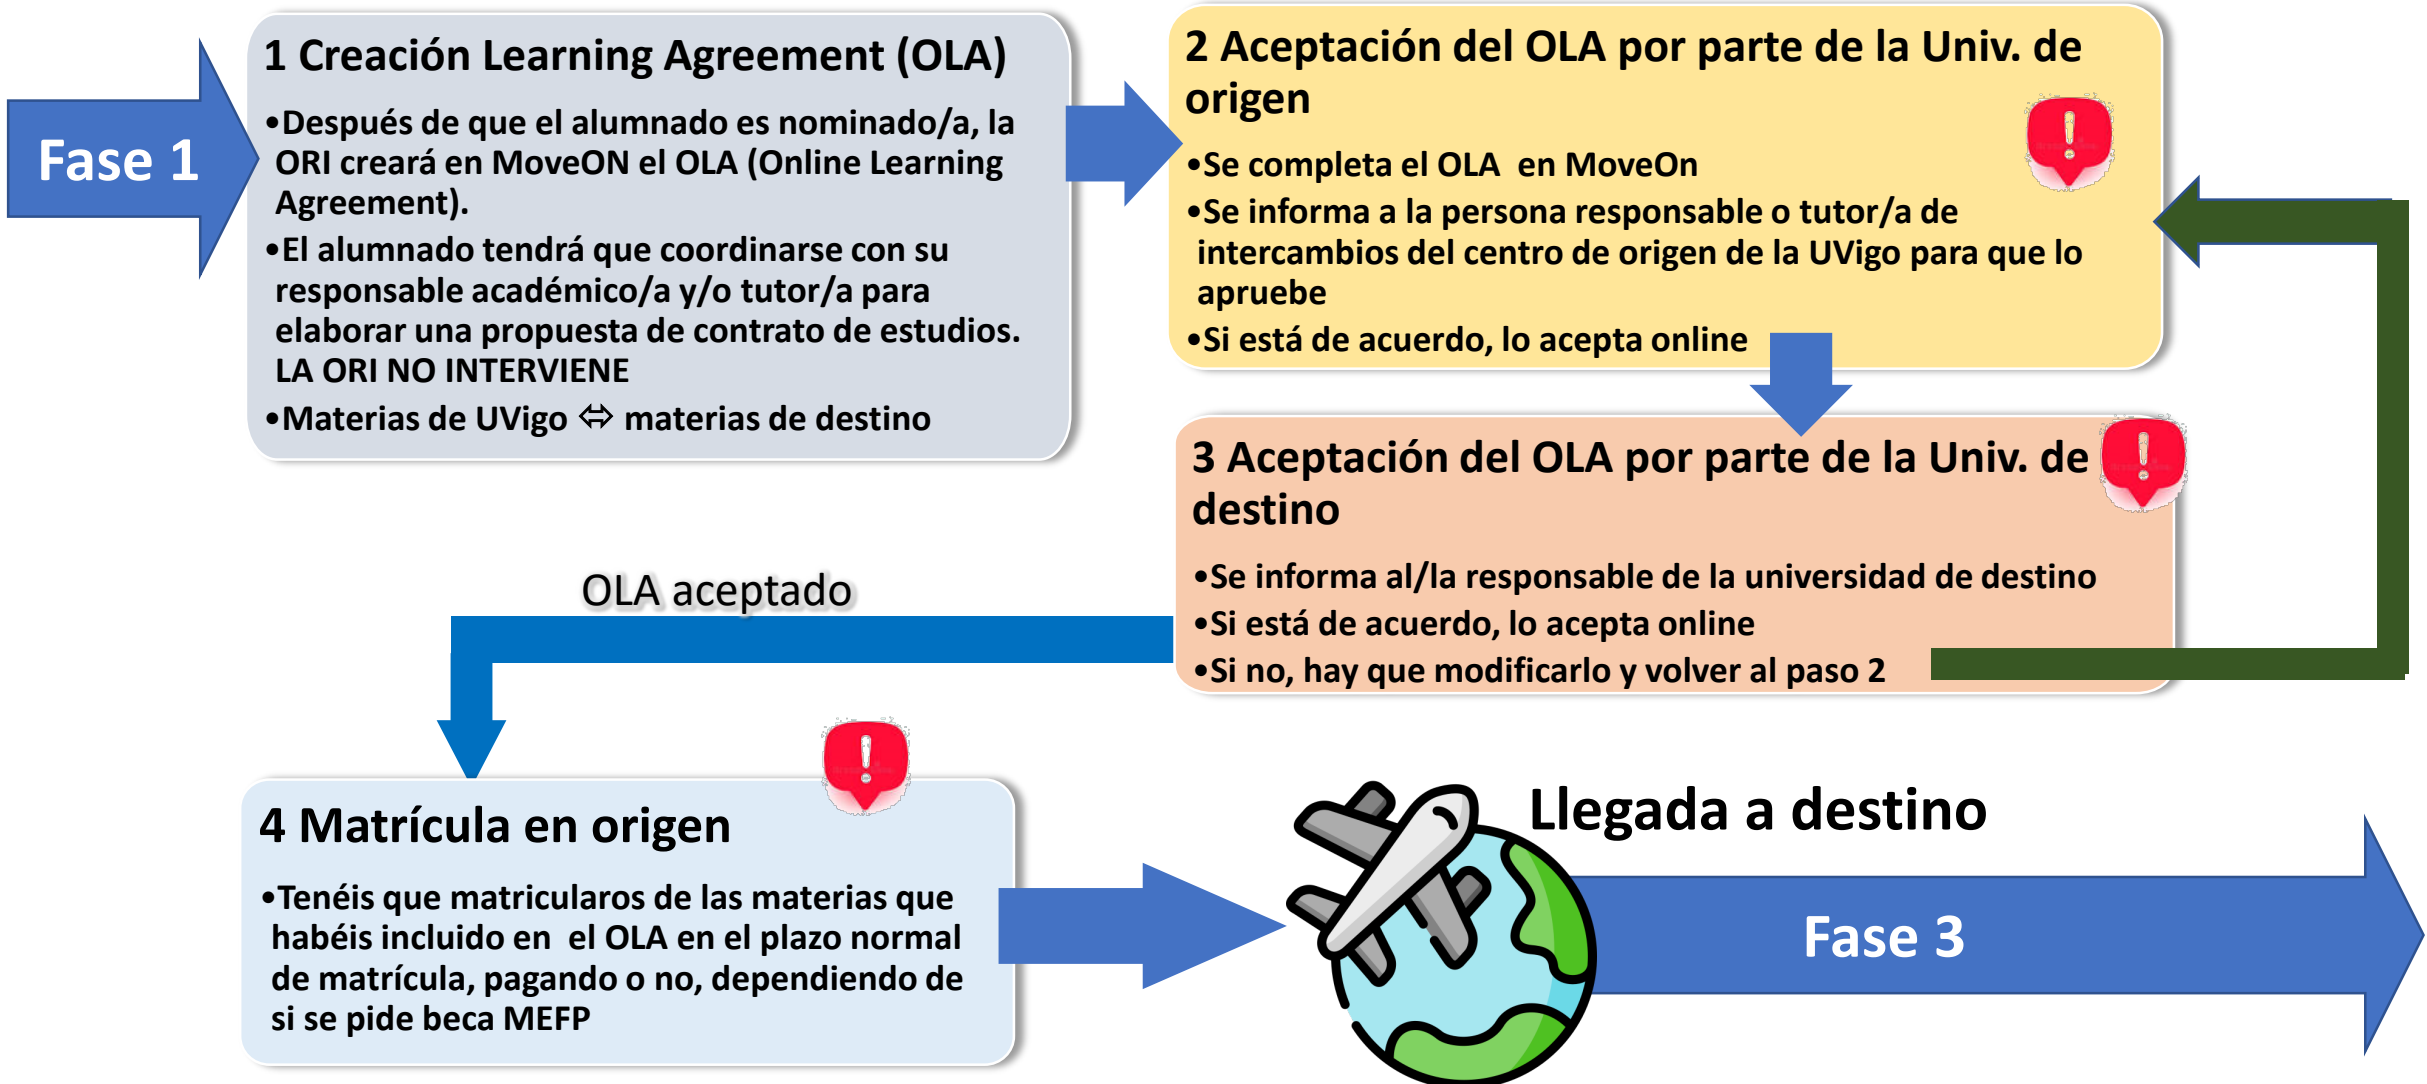 Fase 1
1 Creación Learning Agreement (OLA)
•Después de que el alumnado es nominado/a, la
ORI creará en MoveON el OLA (Online Learning
Agreement).
•El alumnado tendrá que coordinarse con su
responsable académico/a y/o tutor/a para
elaborar una propuesta de contrato de estudios.
LA ORI NO INTERVIENE
•Materias de UVigo ⇔ materias de destino
2 Aceptación del OLA por parte de la Univ. de
origen
•Se completa el OLA  en MoveOn
•Se informa a la persona responsable o tutor/a de
intercambios del centro de origen de la UVigo para que lo
apruebe
•Si está de acuerdo, lo acepta online
3 Aceptación del OLA por parte de la Univ. de
destino
•Se informa al/la responsable de la universidad de destino
•Si está de acuerdo, lo acepta online
•Si no, hay que modificarlo y volver al paso 2
OLA aceptado
4 Matrícula en origen
•Tenéis que matricularos de las materias que
habéis incluido en  el OLA en el plazo normal
de matrícula, pagando o no, dependiendo de
si se pide beca MEFP
Llegada a destino
Fase 3